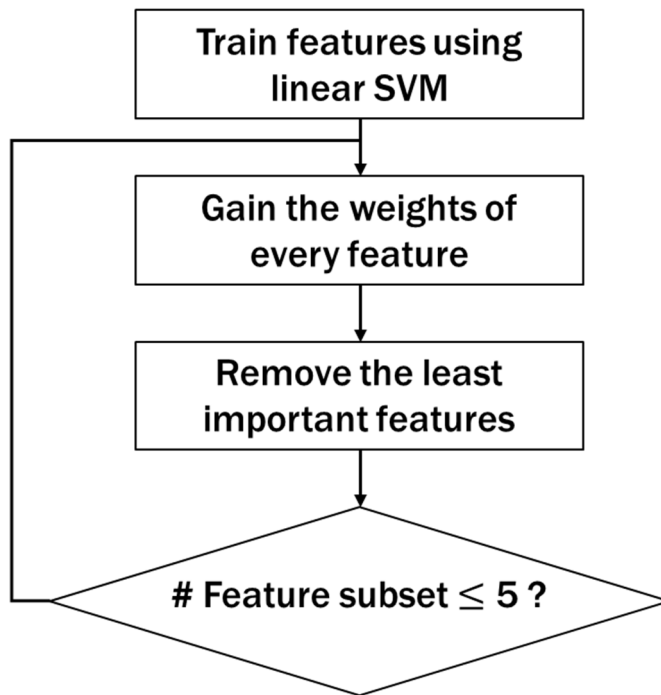 Train features using
linear SVM
Gain the weights of
every feature
Remove the least
important features
# Feature subset ≤ 5 ?